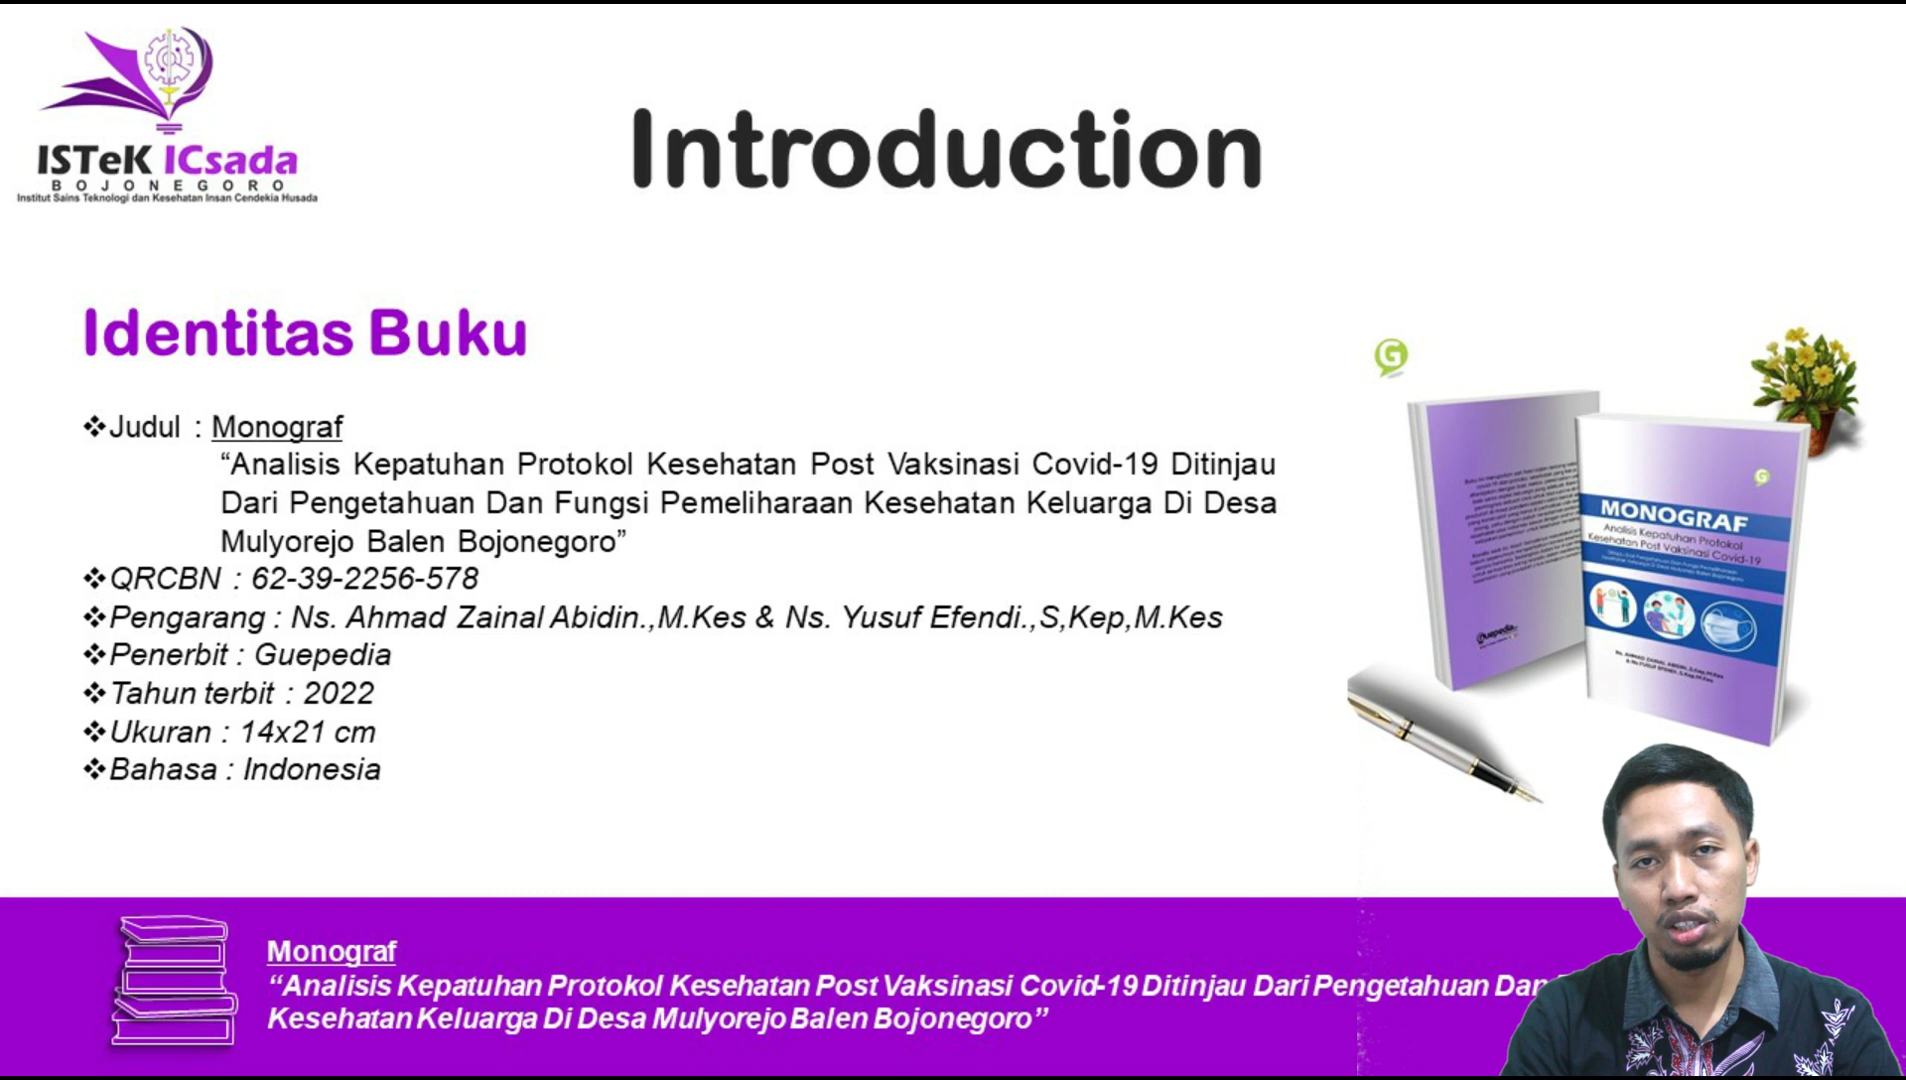 ISTeK ICsada
BOJONEGORO
Institut Sains Teknologi dan Kesehatan Insan Cendekia Husada
Introduction
Identitas Buku
❖Judul : Monograf
“Analisis Kepatuhan Protokol Kesehatan Post Vaksinasi Covid-19 Ditinjau
Dari Pengetahuan Dan Fungsi Pemeliharaan Kesehatan Keluarga Di Desa
Mulyorejo Balen Bojonegoro”
❖QRCBN : 62-39-2256-578
❖Pengarang : Ns. Ahmad Zainal Abidin.,M.Kes & Ns. Yusuf Efendi.,S,Kep,M.Kes
❖Penerbit : Guepedia
❖Tahun terbit : 2022
❖Ukuran : 14x21 cm
❖Bahasa : Indonesia
G
G
Guepedia
MONOGRAF
Analisis Kepatuhan Protokol
Kesehatan Post Vaksinasi Covid-19
Monograf
“Analisis Kepatuhan Protokol Kesehatan Post Vaksinasi Covid-19 Ditinjau Dari Pengetahuan Dan
Kesehatan Keluarga Di Desa Mulyorejo Balen Bojonegoro”